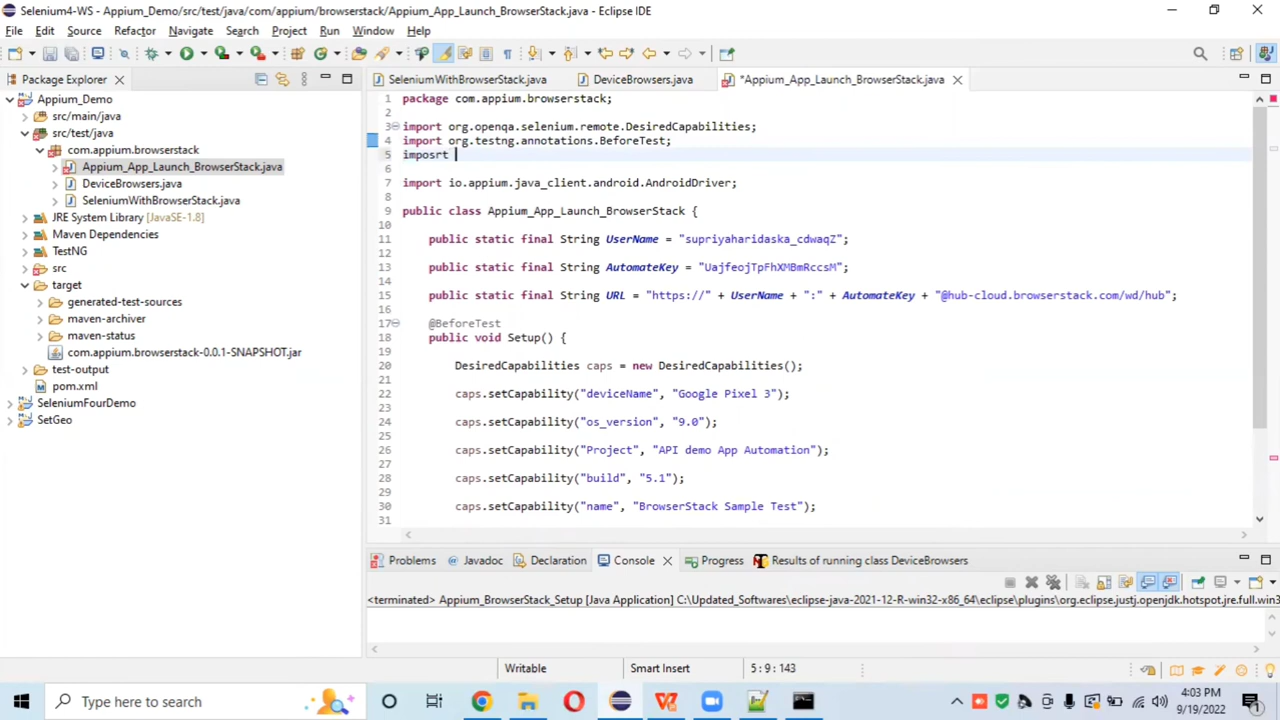 Selenium4-WS - Appium_Demo/src/test/java/com/appium/browserstack/Appium_App_Launch_BrowserStack.java - Eclipse IDE
File Edit Source Refactor Navigate Search Project Run Window Help
Package Explorer
SeleniumWithBrowserStack.java DeviceBrowsers.java *Appium_App_Launch_BrowserStack.java
Appium_Demo
src/main/java
src/test/java
com.appium.browserstack
Appium_App_Launch_BrowserStack.java
DeviceBrowsers.java
SeleniumWithBrowserStack.java
JRE System Library [JavaSE-1.8]
Maven Dependencies
TestNG
src
target
generated-test-sources
maven-archiver
maven-status
com.appium.browserstack-0.0.1-SNAPSHOT.jar
test-output
pom.xml
SeleniumFourDemo
SetGeo
1 package com.appium.browserstack;
2
3 import org.openqa.selenium.remote.DesiredCapabilities;
4 import org.testng.annotations.BeforeTest;
5 imposrt
6
7 import io.appium.java_client.android.AndroidDriver;
8
9 public class Appium_App_Launch_BrowserStack {
10
11 public static final String UserName = "supriyaharidaska_cdwaqZ";
12
13 public static final String AutomateKey = "UajfeojTpFhXMBmRccsM";
14
15 public static final String URL = "https://" + UserName + ":" + AutomateKey + "@hub-cloud.browserstack.com/wd/hub";
16
17 @BeforeTest
18 public void Setup() {
19
20 DesiredCapabilities caps = new DesiredCapabilities();
21
22 caps.setCapability("deviceName", "Google Pixel 3");
23
24 caps.setCapability("os_version", "9.0");
25
26 caps.setCapability("Project", "API demo App Automation");
27
28 caps.setCapability("build", "5.1");
29
30 caps.setCapability("name", "BrowserStack Sample Test");
31
Problems Javadoc Declaration Console Progress Results of running class DeviceBrowsers
<terminated> Appium_BrowserStack_Setup [Java Application] C:\Updated_Softwares\eclipse-java-2021-12-R-win32-x86_64\eclipse\plugins\org.eclipse.justj.openjdk.hotspot.jre.full.win3
Writable Smart Insert 5 : 9 : 143
Type here to search
4:03 PM
9/19/2022
1